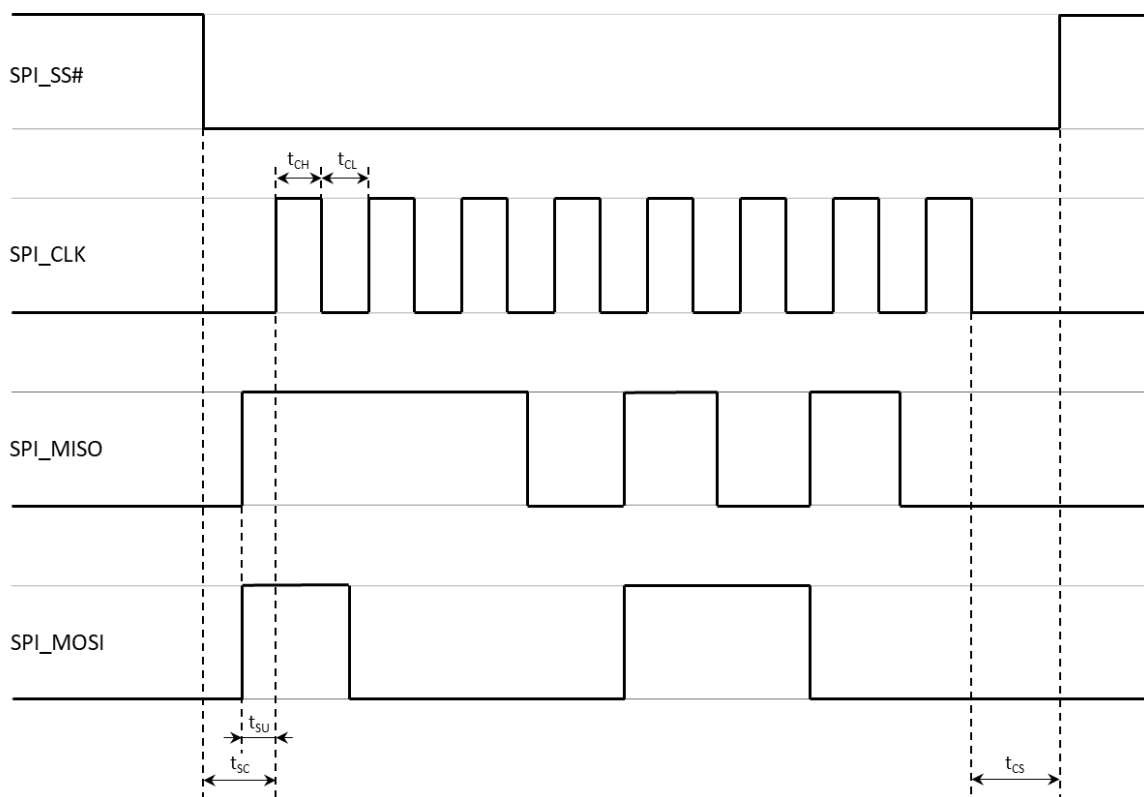 SPI_SS#
tCH
tCL
SPI_CLK
SPI_MISO
SPI_MOSI
tSU
tSC
tCS